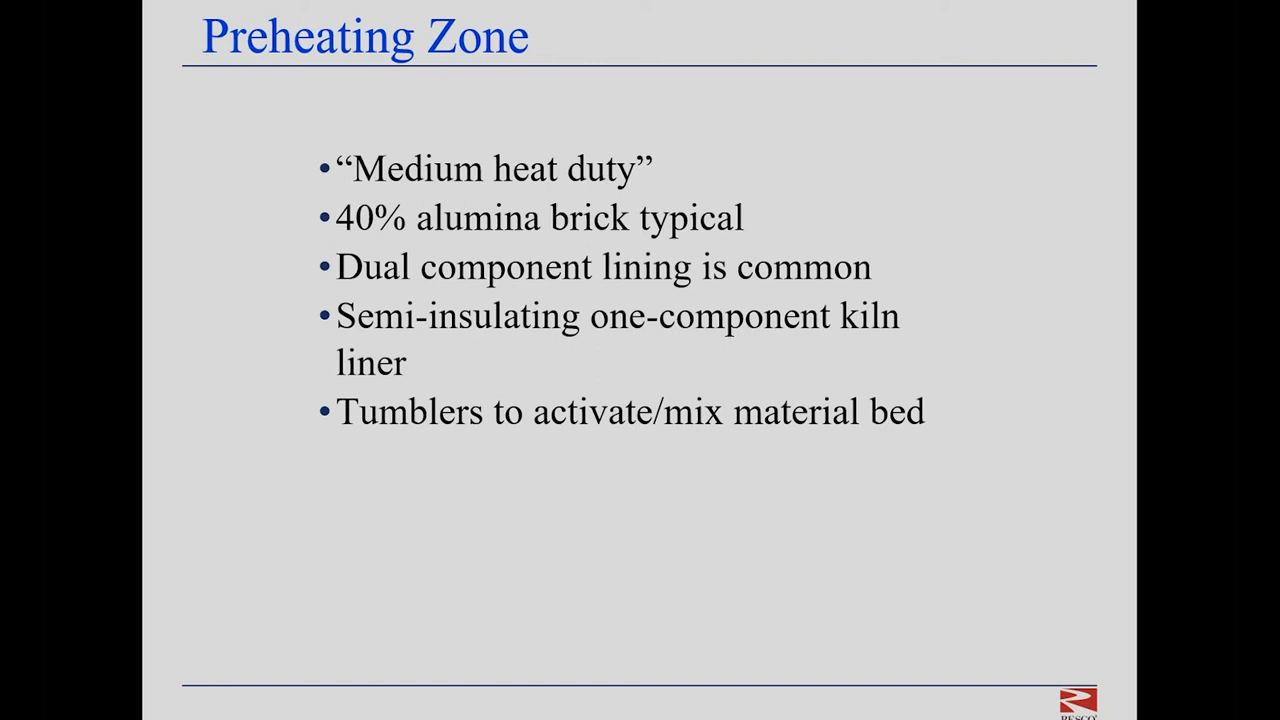 Preheating Zone
•“Medium heat duty”
•40% alumina brick typical
•Dual component lining is common
•Semi-insulating one-component kiln
liner
•Tumblers to activate/mix material bed
RESCO